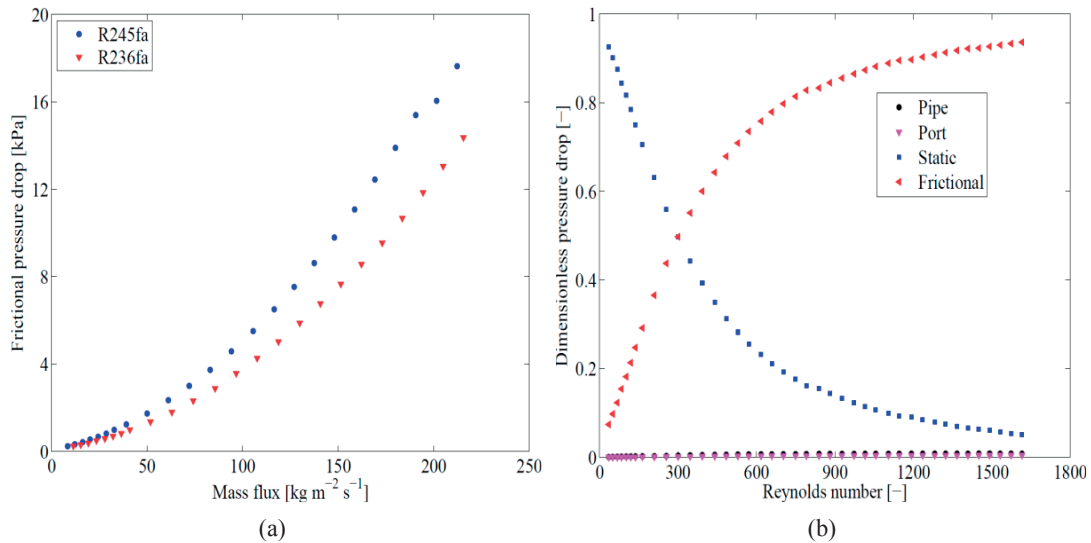 20
16
12
8
4
0
Frictional pressure drop [kPa]
R245fa
R236fa
0 50 100 150 200 250
Mass flux [kg m⁻² s⁻¹]
(a)
1
0.8
0.6
0.4
0.2
0
Dimensionless pressure drop [−]
Pipe
Port
Static
Frictional
0 300 600 900 1200 1500 1800
Reynolds number [−]
(b)